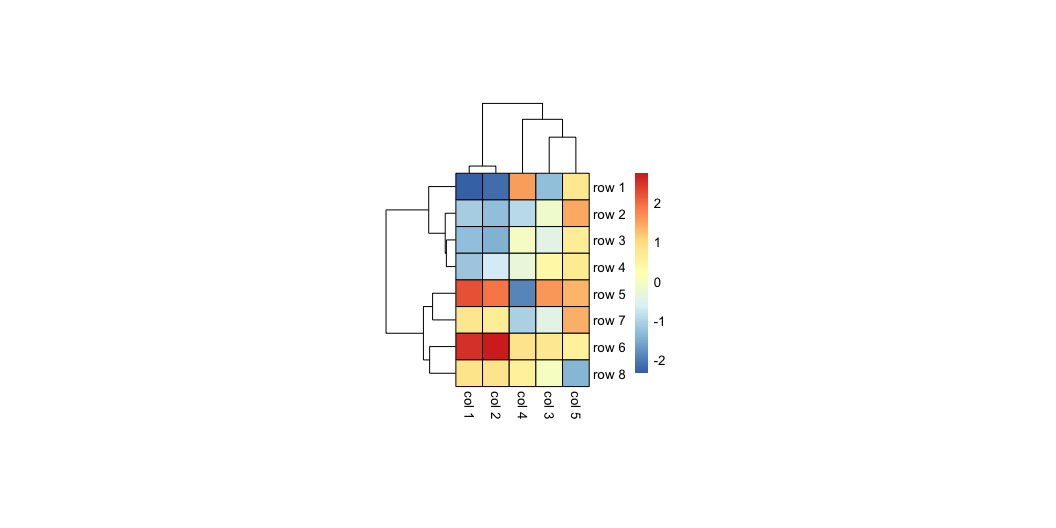 row 1
row 2
row 3
row 4
row 5
row 7
row 6
row 8
col 1
col 2
col 4
col 3
col 5
2
1
0
-1
-2